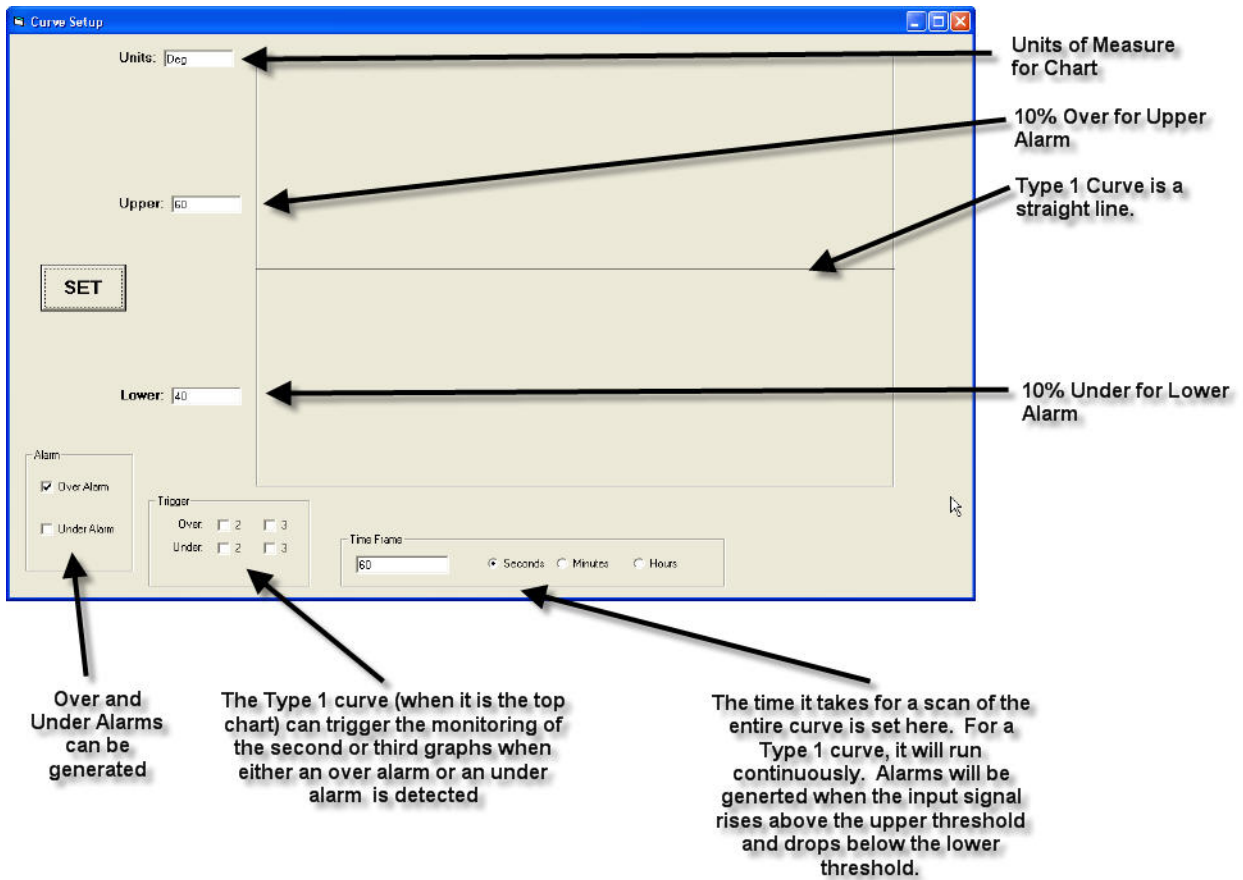 Curve Setup
Units: Deg
Units of Measure
for Chart
10% Over for Upper
Alarm
Upper: 60
Type 1 Curve is a
straight line.
SET
Lower: 40
10% Under for Lower
Alarm
Alarm
Over Alarm
Under Alarm
Trigger
Over: 2 3
Under: 2 3
Time Frame
60 Seconds Minutes Hours
Over and
Under Alarms
can be
generated
The Type 1 curve (when it is the top
chart) can trigger the monitoring of
the second or third graphs when
either an over alarm or an under
alarm is detected
The time it takes for a scan of the
entire curve is set here. For a
Type 1 curve, it will run
continuously. Alarms will be
generted when the input signal
rises above the upper threshold
and drops below the lower
threshold.